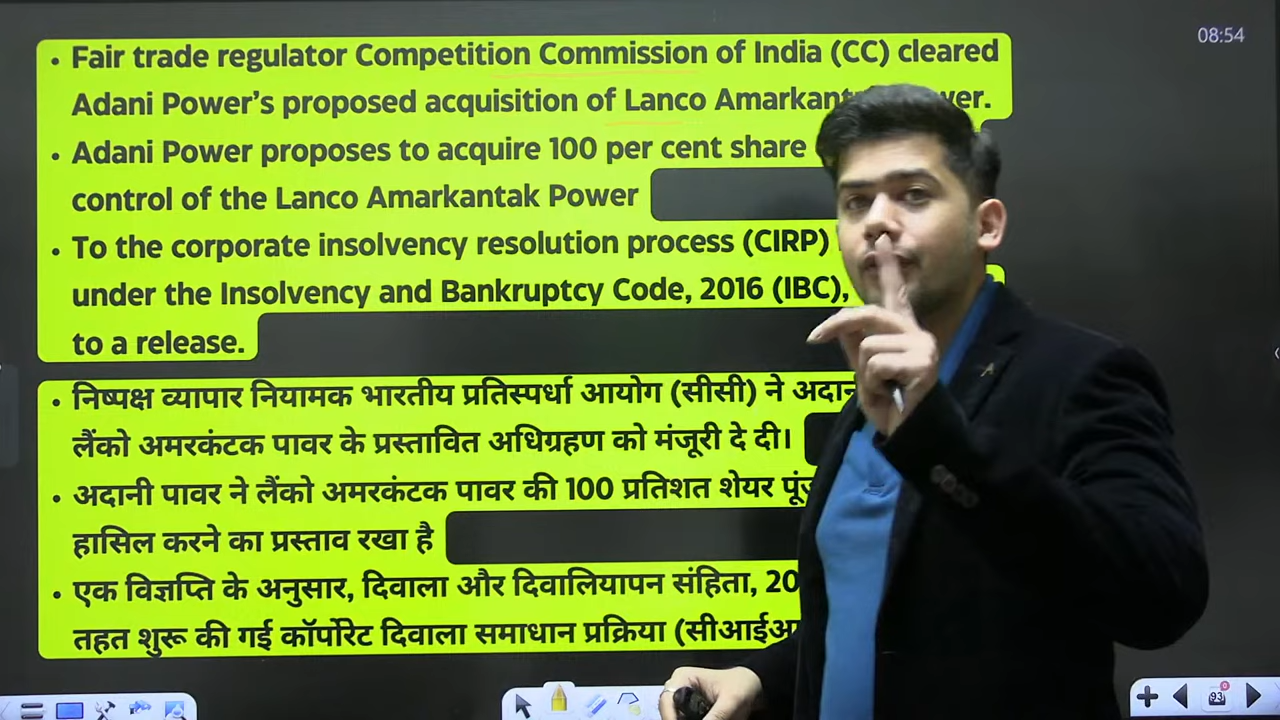 08:54
• Fair trade regulator Competition Commission of India (CC) cleared
Adani Power's proposed acquisition of Lanco
• Adani Power proposes to acquire 100 per cent share
control of the Lanco Amarkantak Power
• To the corporate insolvency resolution process (CIRP)
under the Insolvency and Bankruptcy Code, 2016 (IBC),
to a release.
• निष्पक्ष व्यापार नियामक भारतीय प्रतिस्पर्धा आयोग (सीसी) ने
लैंको अमरकंटक पावर के प्रस्तावित अधिग्रहण को मंजूरी दे दी।
• अदानी पावर ने लैंको अमरकंटक पावर की 100 प्रतिशत शेयर
हासिल करने का प्रस्ताव रखा है
• एक विज्ञप्ति के अनुसार, दिवाला और दिवालियापन संहिता,
तहत शुरू की गई कॉर्पोरेट दिवाला समाधान प्रक्रिया
93